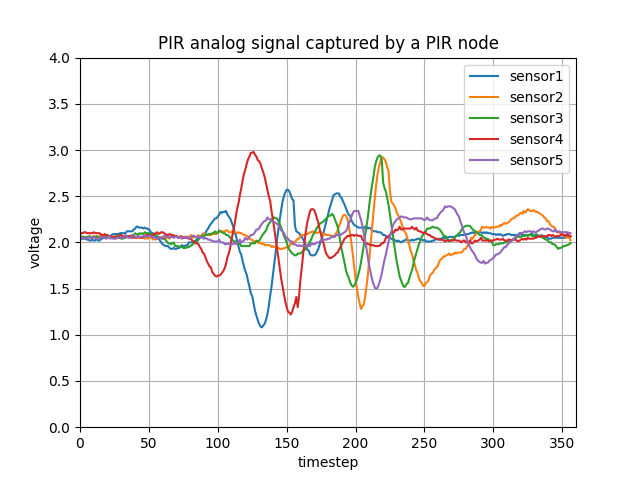 PIR analog signal captured by a PIR node
4.0
3.5
3.0
2.5
2.0
1.5
1.0
0.5
0.0
voltage
sensor1
sensor2
sensor3
sensor4
sensor5
0 50 100 150 200 250 300 350
timestep